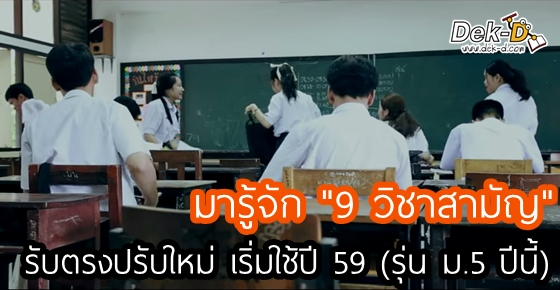 Dek-D
www.dek-d.com
มารู้จัก "9 วิชาสามัญ"
รับตรงปรับใหม่ เริ่มใช้ปี 59 (รุ่น ม.5 ปีนี้)